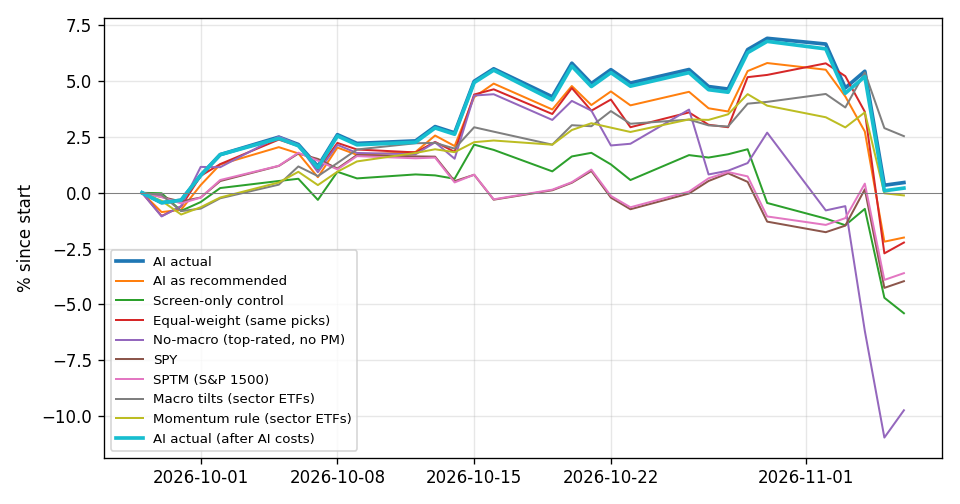 7.5
5.0
2.5
0.0
−2.5
−5.0
−7.5
−10.0
% since start
AI actual
AI as recommended
Screen-only control
Equal-weight (same picks)
No-macro (top-rated, no PM)
SPY
SPTM (S&P 1500)
Macro tilts (sector ETFs)
Momentum rule (sector ETFs)
AI actual (after AI costs)
2026-10-01 2026-10-08 2026-10-15 2026-10-22 2026-11-01